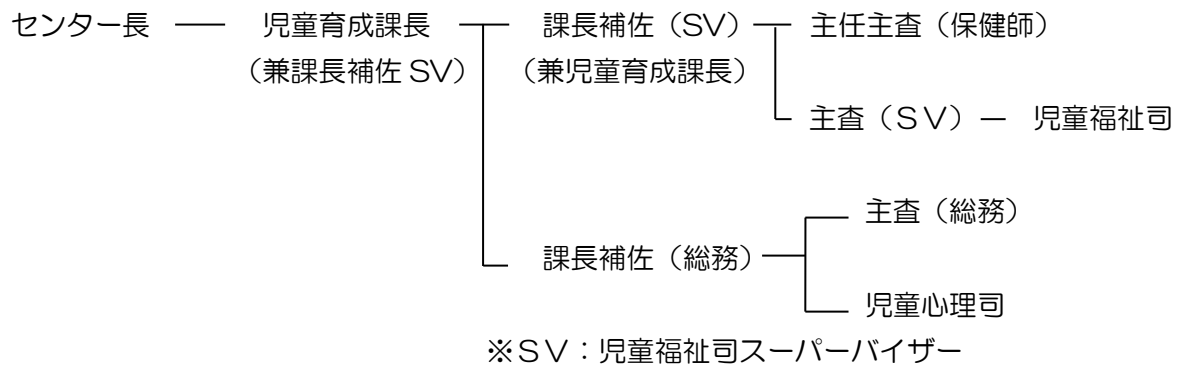 センター長 児童育成課長 課長補佐（SV） 主任主査（保健師）
（兼課長補佐 SV） （兼児童育成課長）
主査（ＳＶ） 児童福祉司
主査（総務）
課長補佐（総務）
児童心理司
※ＳＶ：児童福祉司スーパーバイザー